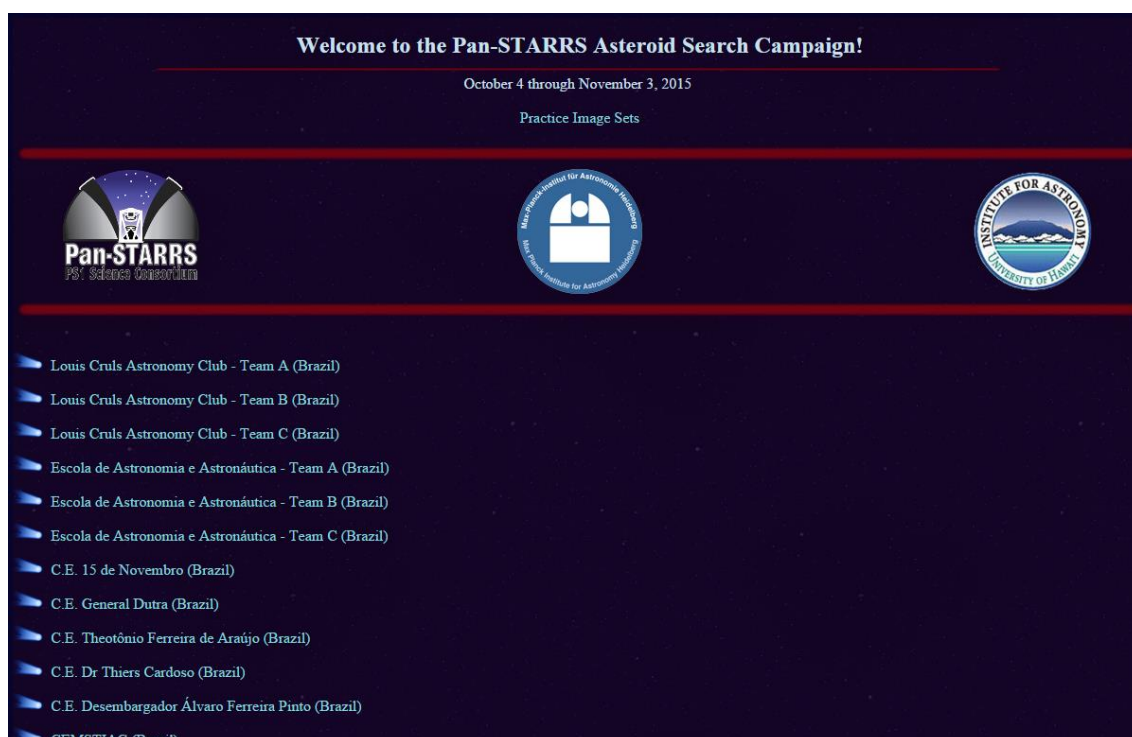 Welcome to the Pan-STARRS Asteroid Search Campaign!
October 4 through November 3, 2015
Practice Image Sets
Pan-STARRS
PS1 Science Consortium
Max-Planck-Institut für Astronomie Heidelberg
Max Planck Institute for Astronomy Heidelberg
INSTITUTE FOR ASTRONOMY
UNIVERSITY OF HAWAII
Louis Cruls Astronomy Club - Team A (Brazil)
Louis Cruls Astronomy Club - Team B (Brazil)
Louis Cruls Astronomy Club - Team C (Brazil)
Escola de Astronomia e Astronáutica - Team A (Brazil)
Escola de Astronomia e Astronáutica - Team B (Brazil)
Escola de Astronomia e Astronáutica - Team C (Brazil)
C.E. 15 de Novembro (Brazil)
C.E. General Dutra (Brazil)
C.E. Theotônio Ferreira de Araújo (Brazil)
C.E. Dr Thiers Cardoso (Brazil)
C.E. Desembargador Álvaro Ferreira Pinto (Brazil)